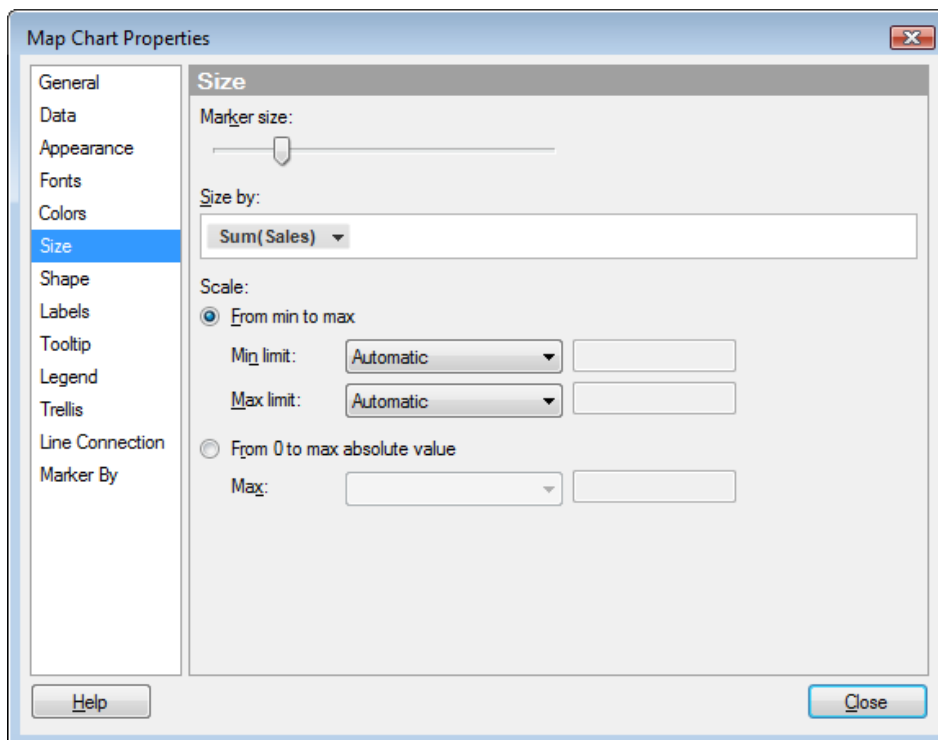 Map Chart Properties
General
Data
Appearance
Fonts
Colors
Size
Shape
Labels
Tooltip
Legend
Trellis
Line Connection
Marker By
Size
Marker size:
Size by:
Sum(Sales)
Scale:
From min to max
Min limit: Automatic
Max limit: Automatic
From 0 to max absolute value
Max:
Help
Close